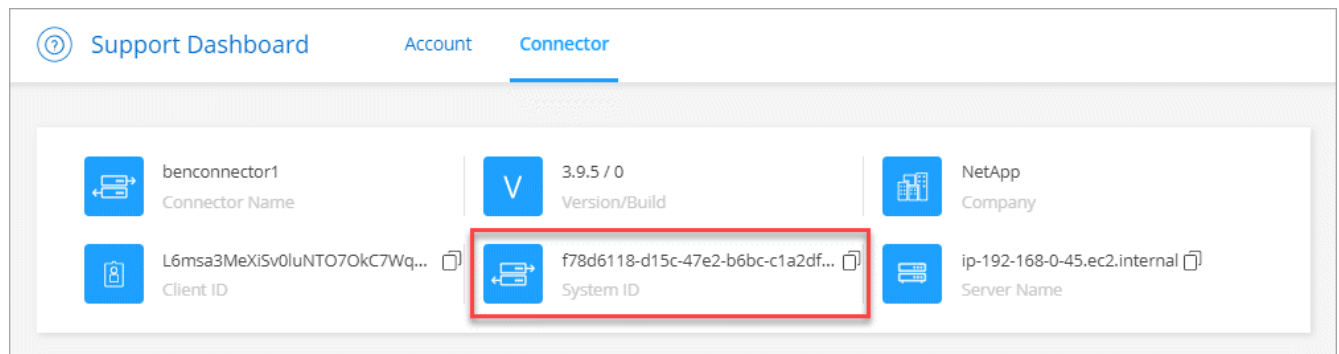 Support Dashboard Account Connector
benconnector1
Connector Name
V
3.9.5 / 0
Version/Build
NetApp
Company
L6msa3MeXiSv0luNTO7OkC7Wq...
Client ID
f78d6118-d15c-47e2-b6bc-c1a2df...
System ID
ip-192-168-0-45.ec2.internal
Server Name